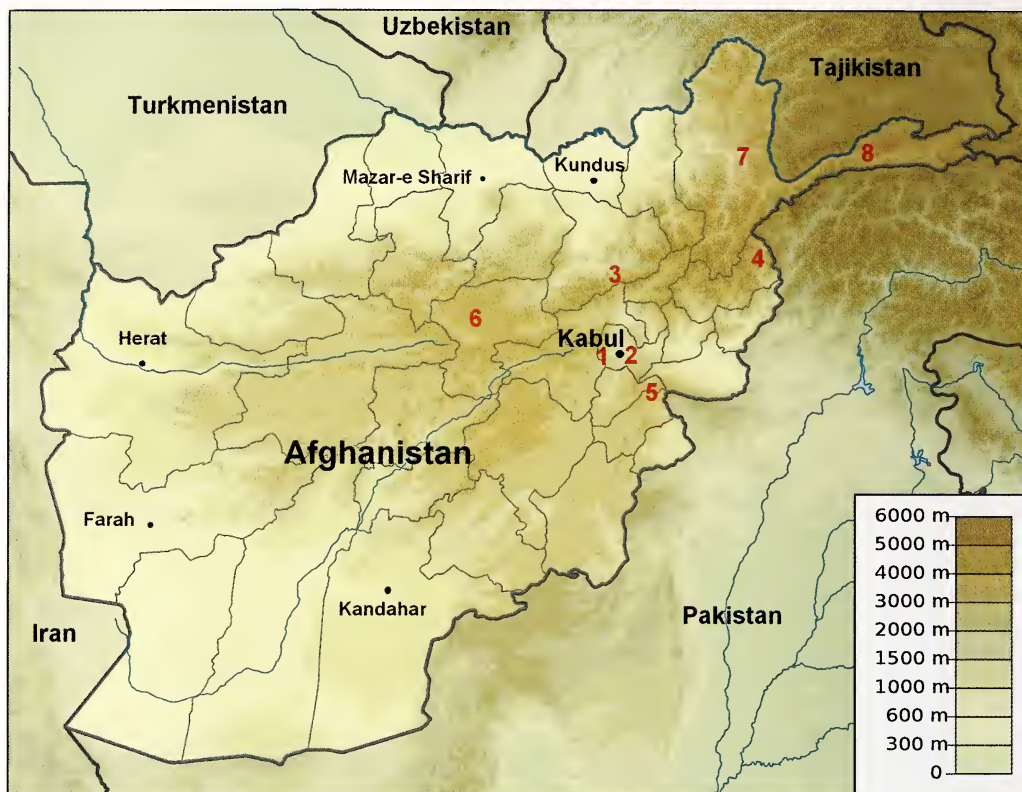 Uzbekistan
Tajikistan
Turkmenistan
7
8
Kundus
Mazar-e Sharif
4
3
6
Herat
Kabul
1 2
5
Afghanistan
Farah
Kandahar
Iran
Pakistan
6000 m
5000 m
4000 m
3000 m
2000 m
1500 m
1000 m
600 m
300 m
0